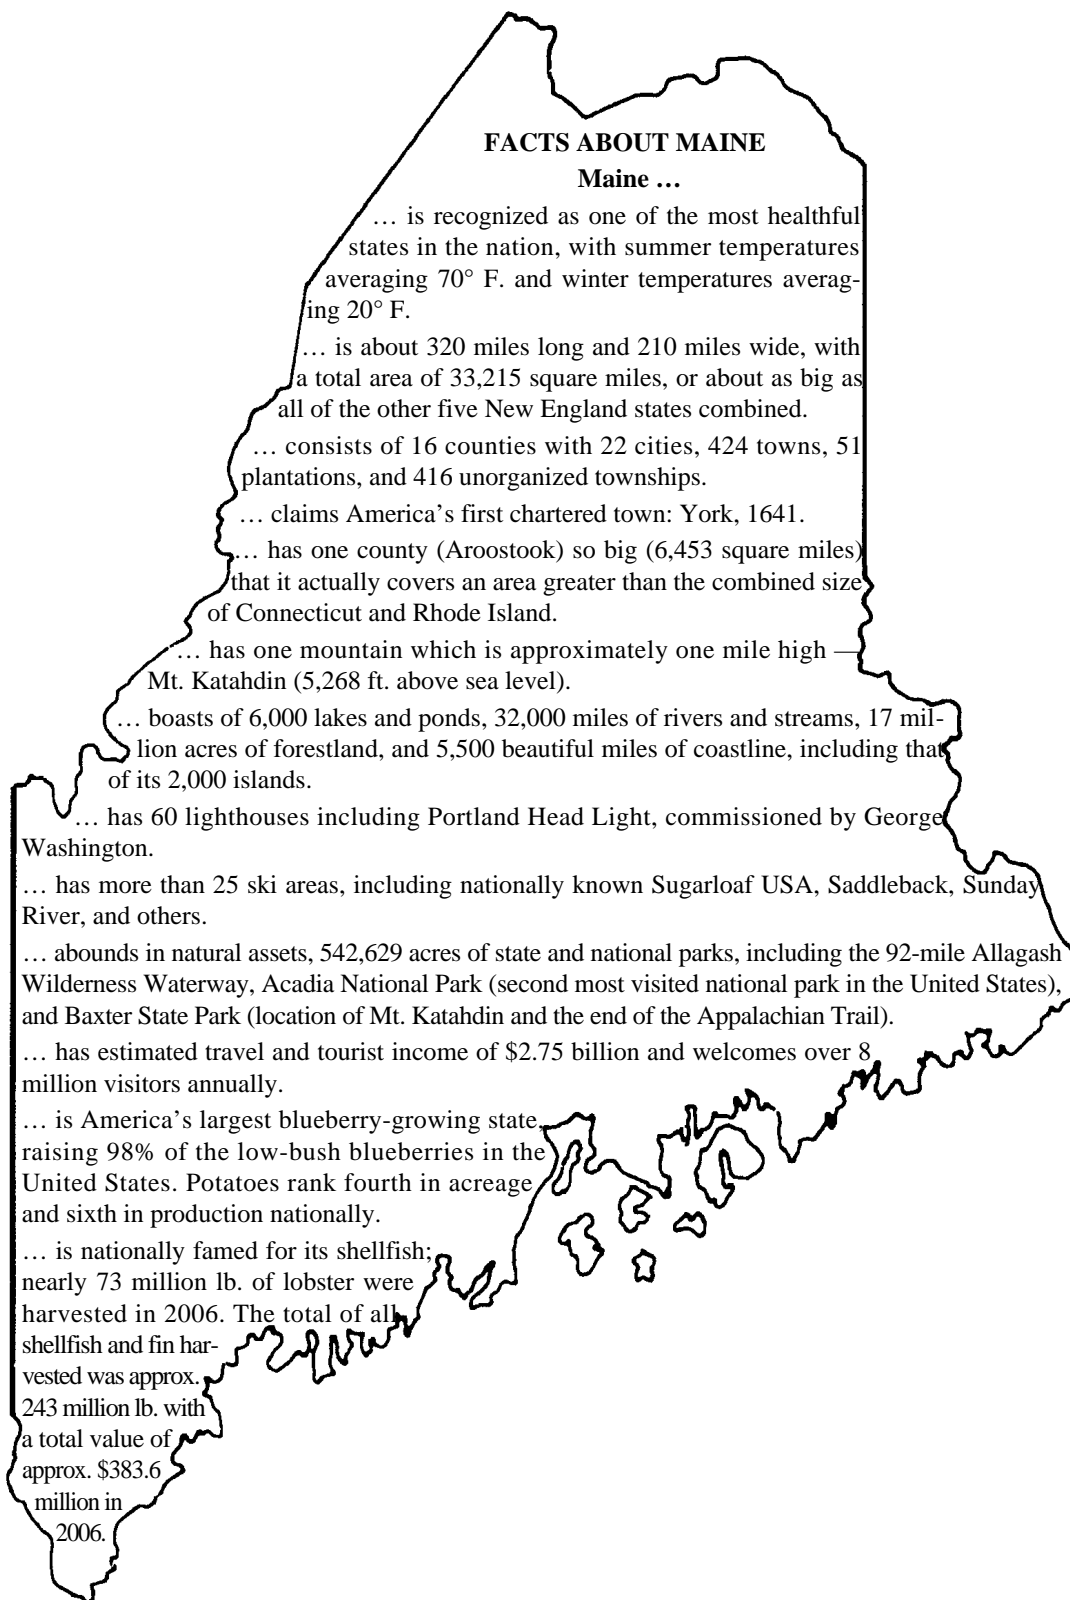 FACTS ABOUT MAINE
Maine …
… is recognized as one of the most healthful
states in the nation, with summer temperatures
averaging 70° F. and winter temperatures averag-
ing 20° F.
… is about 320 miles long and 210 miles wide, with
a total area of 33,215 square miles, or about as big as
all of the other five New England states combined.
… consists of 16 counties with 22 cities, 424 towns, 51
plantations, and 416 unorganized townships.
… claims America’s first chartered town: York, 1641.
… has one county (Aroostook) so big (6,453 square miles)
that it actually covers an area greater than the combined size
of Connecticut and Rhode Island.
… has one mountain which is approximately one mile high —
Mt. Katahdin (5,268 ft. above sea level).
… boasts of 6,000 lakes and ponds, 32,000 miles of rivers and streams, 17 mil-
lion acres of forestland, and 5,500 beautiful miles of coastline, including that
of its 2,000 islands.
… has 60 lighthouses including Portland Head Light, commissioned by George
Washington.
… has more than 25 ski areas, including nationally known Sugarloaf USA, Saddleback, Sunday
River, and others.
… abounds in natural assets, 542,629 acres of state and national parks, including the 92-mile Allagash
Wilderness Waterway, Acadia National Park (second most visited national park in the United States),
and Baxter State Park (location of Mt. Katahdin and the end of the Appalachian Trail).
… has estimated travel and tourist income of $2.75 billion and welcomes over 8
million visitors annually.
… is America’s largest blueberry-growing state,
raising 98% of the low-bush blueberries in the
United States. Potatoes rank fourth in acreage
and sixth in production nationally.
… is nationally famed for its shellfish;
nearly 73 million lb. of lobster were
harvested in 2006. The total of all
shellfish and fin har-
vested was approx.
243 million lb. with
a total value of
approx. $383.6
million in
2006.